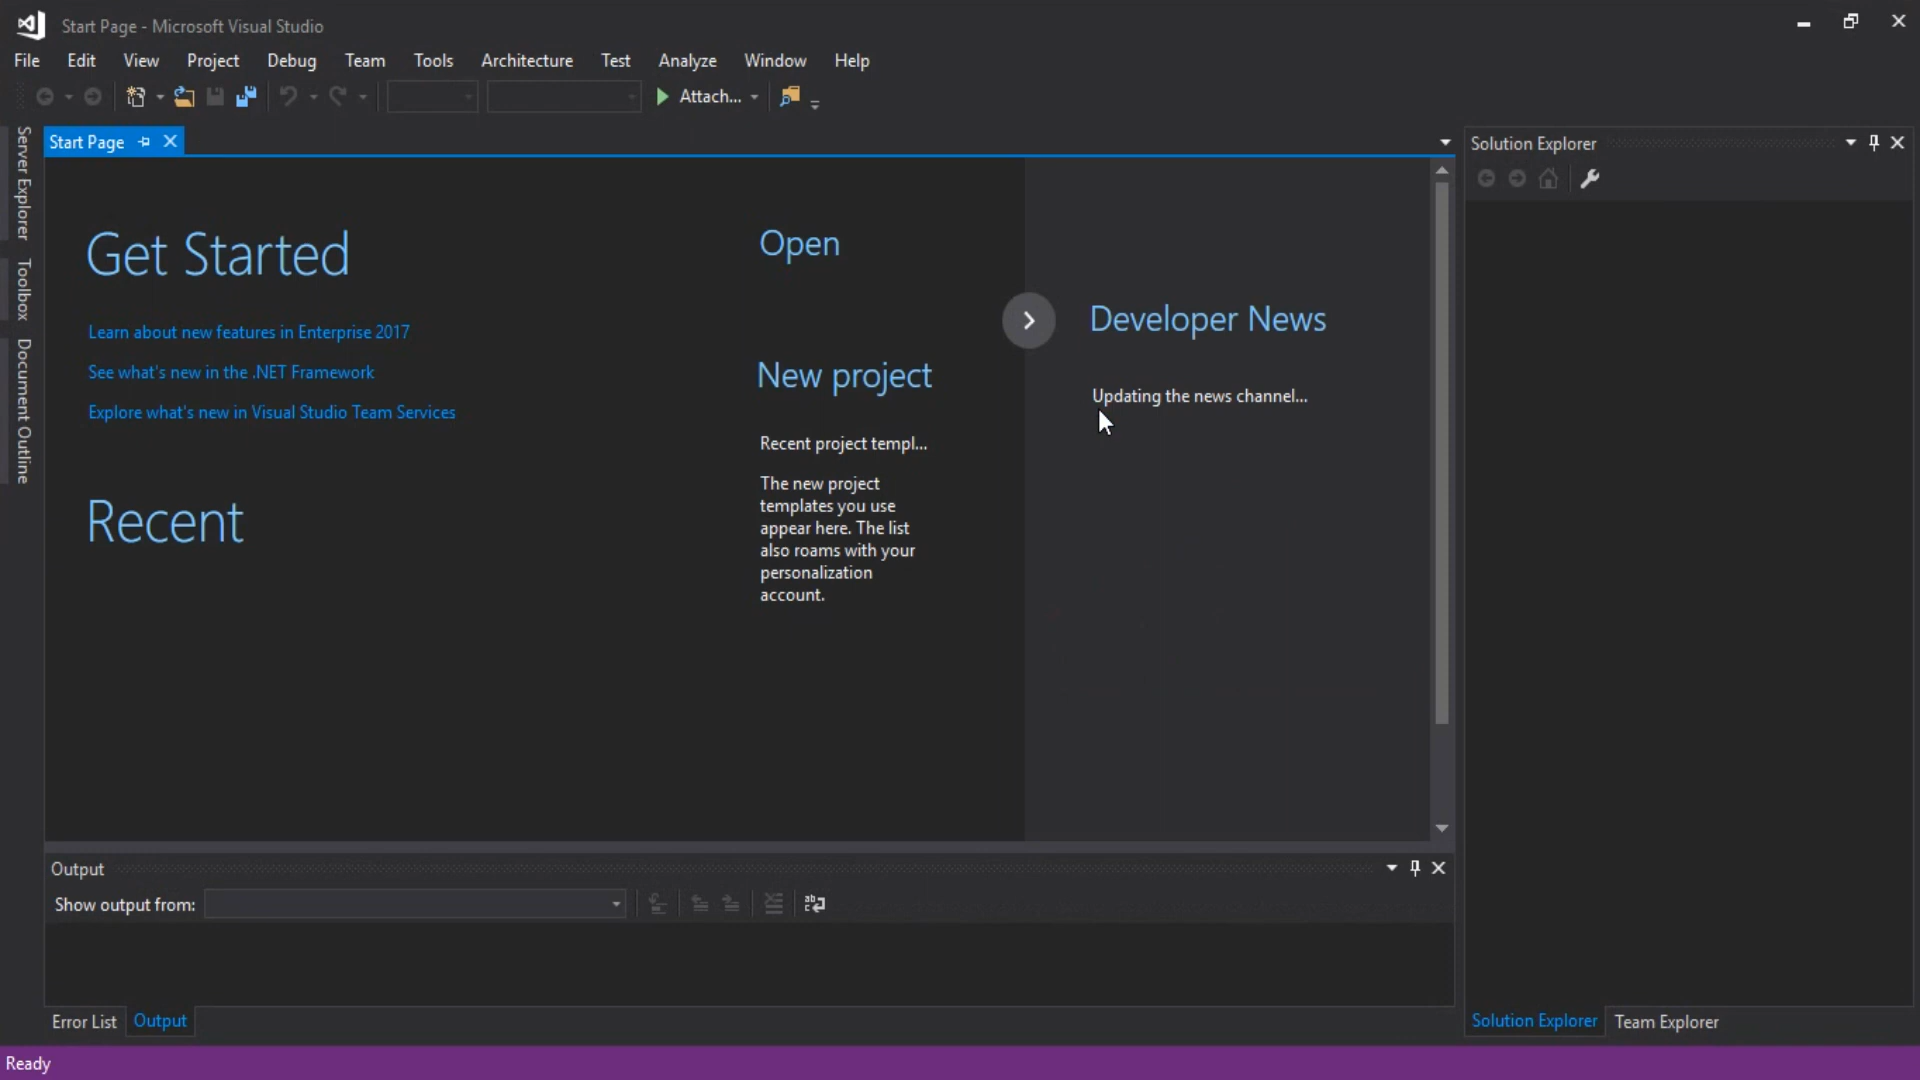 Start Page - Microsoft Visual Studio
File Edit View Project Debug Team Tools Architecture Test Analyze Window Help
Attach...
Server Explorer
Toolbox
Document Outline
Start Page
Get Started
Learn about new features in Enterprise 2017
See what's new in the .NET Framework
Explore what's new in Visual Studio Team Services
Recent
Open
New project
Recent project templ...
The new project
templates you use
appear here. The list
also roams with your
personalization
account.
Developer News
Updating the news channel...
Solution Explorer
Output
Show output from:
Error List Output
Solution Explorer Team Explorer
Ready